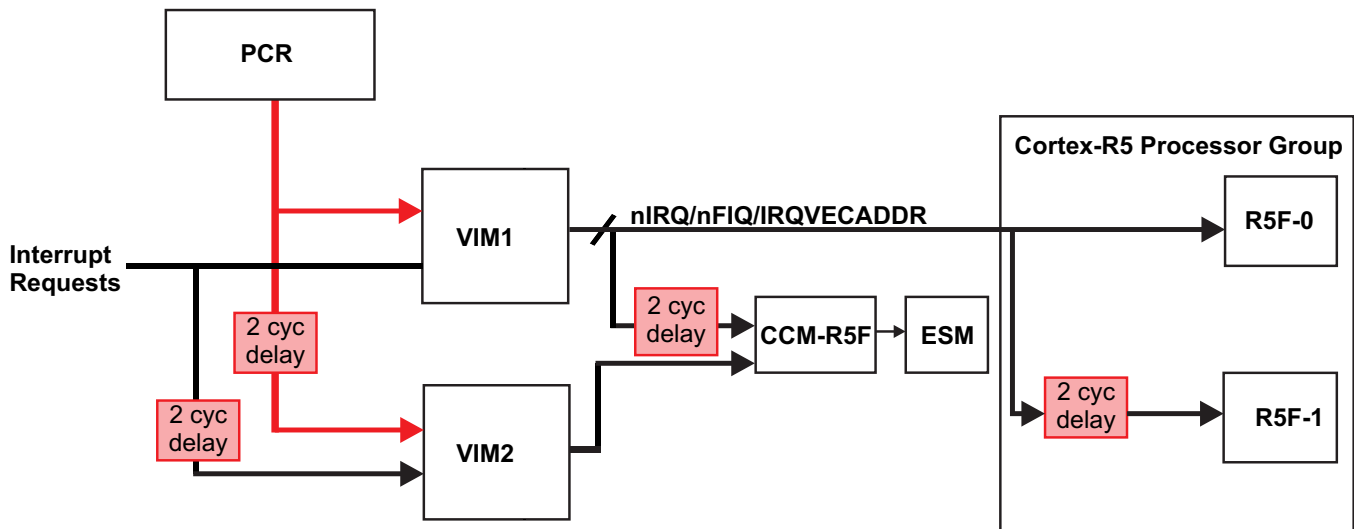 PCR
Cortex-R5 Processor Group
nIRQ/nFIQ/IRQVECADDR
R5F-0
VIM1
Interrupt
Requests
2 cyc
delay
2 cyc
delay
CCM-R5F
ESM
2 cyc
delay
2 cyc
delay
R5F-1
VIM2